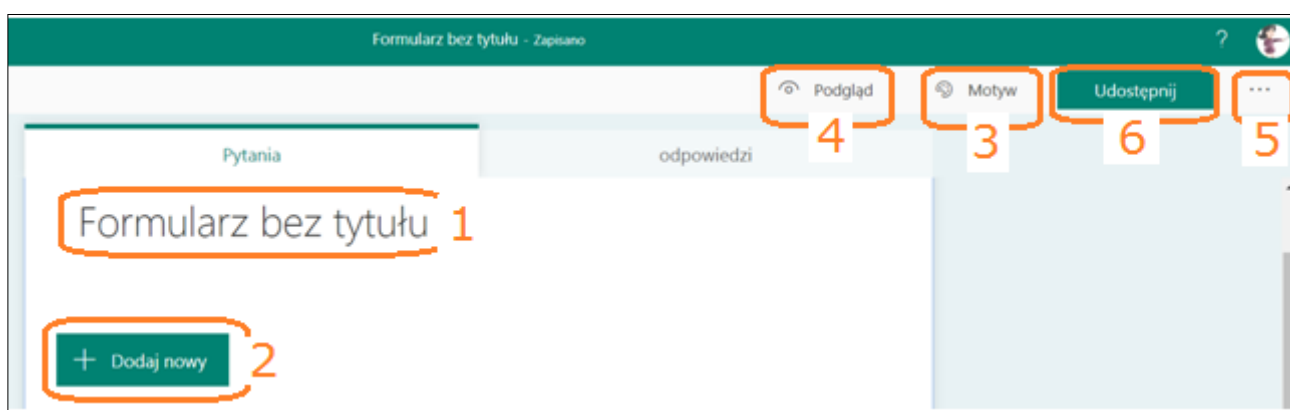 Formularz bez tytułu - Zapisano ?
Podgląd Motyw Udostępnij ...
4 3 6 5
Pytania odpowiedzi
Formularz bez tytułu 1
+ Dodaj nowy 2